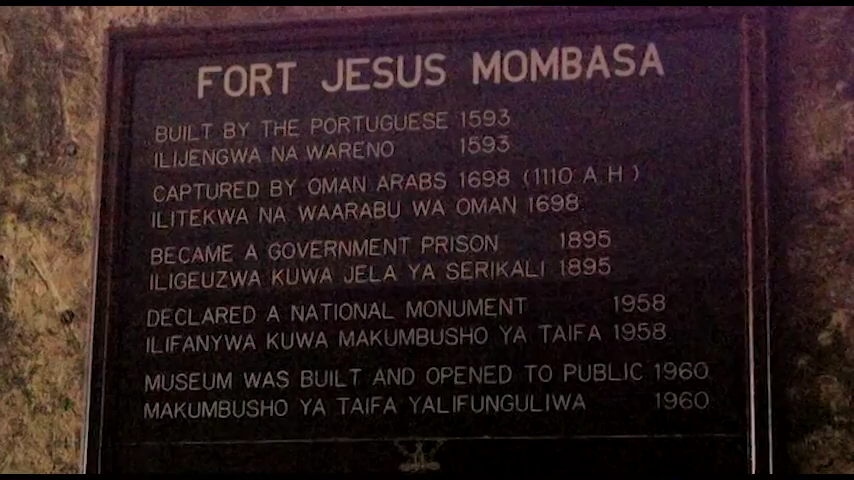 FORT JESUS MOMBASA
BUILT BY THE PORTUGUESE 1593
ILIJENGWA NA WARENO 1593
CAPTURED BY OMAN ARABS 1698 (1110 A H)
ILITEKWA NA WAARABU WA OMAN 1698
BECAME A GOVERNMENT PRISON 1895
ILIGEUZWA KUWA JELA YA SERIKALI 1895
DECLARED A NATIONAL MONUMENT 1958
ILIFANYWA KUWA MAKUMBUSHO YA TAIFA 1958
MUSEUM WAS BUILT AND OPENED TO PUBLIC 1960
MAKUMBUSHO YA TAIFA YALIFUNGULIWA 1960